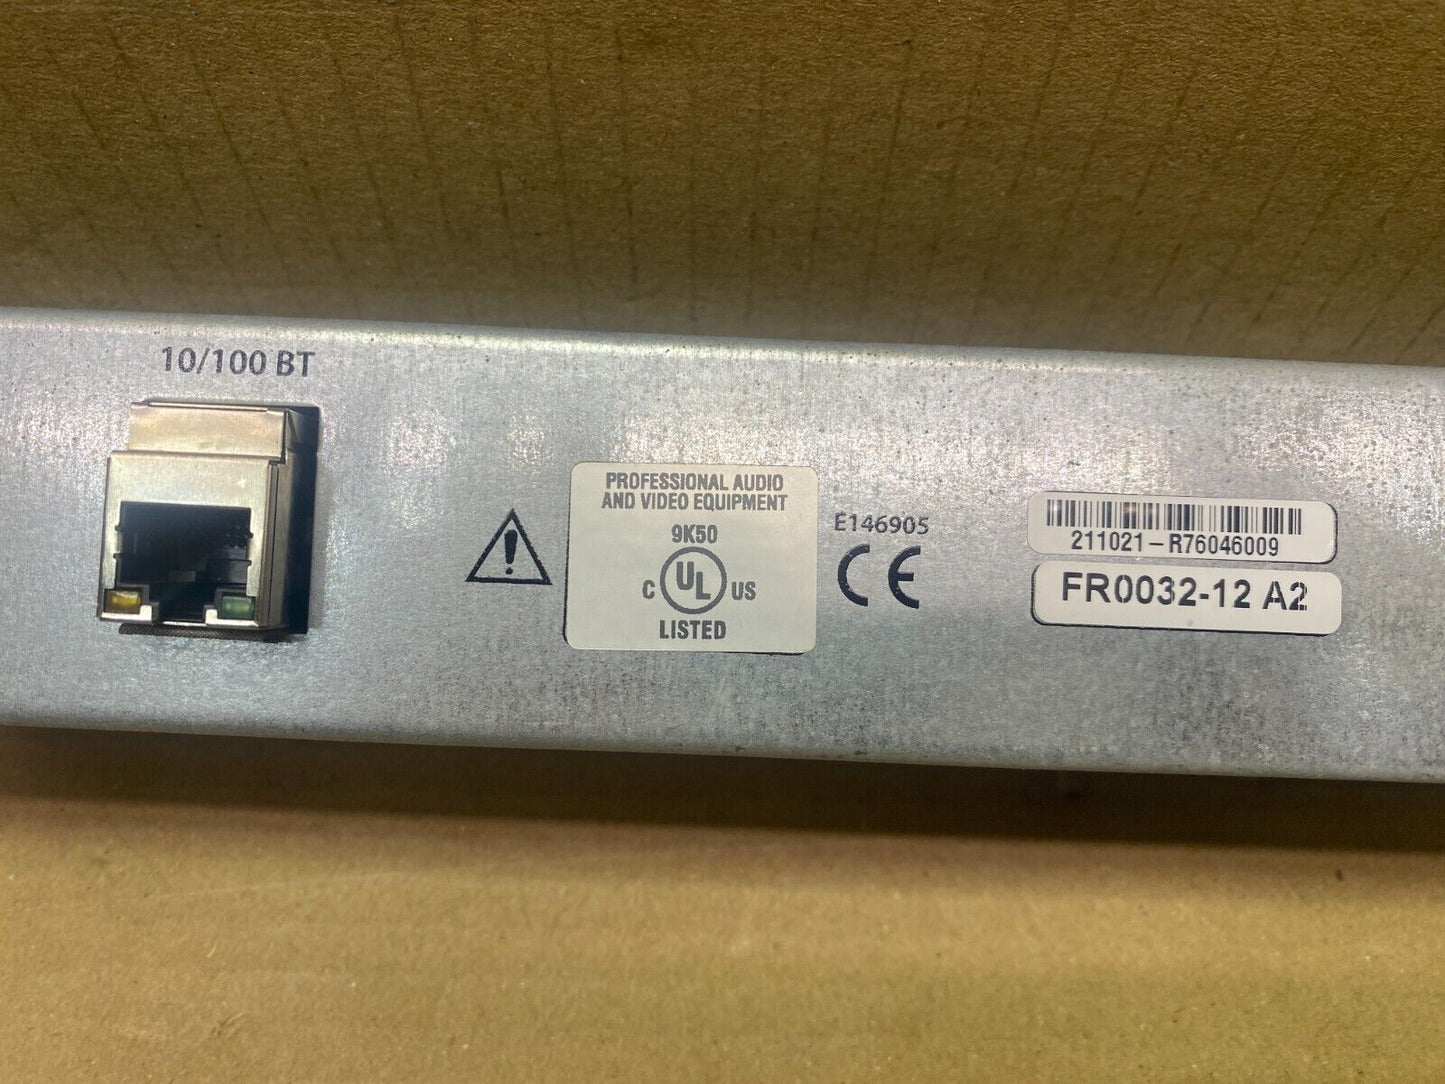 10/100 BT
PROFESSIONAL AUDIO
AND VIDEO EQUIPMENT
9K50
C UL US
LISTED
E146905
CE
211021-R76046009
FR0032-12 A2